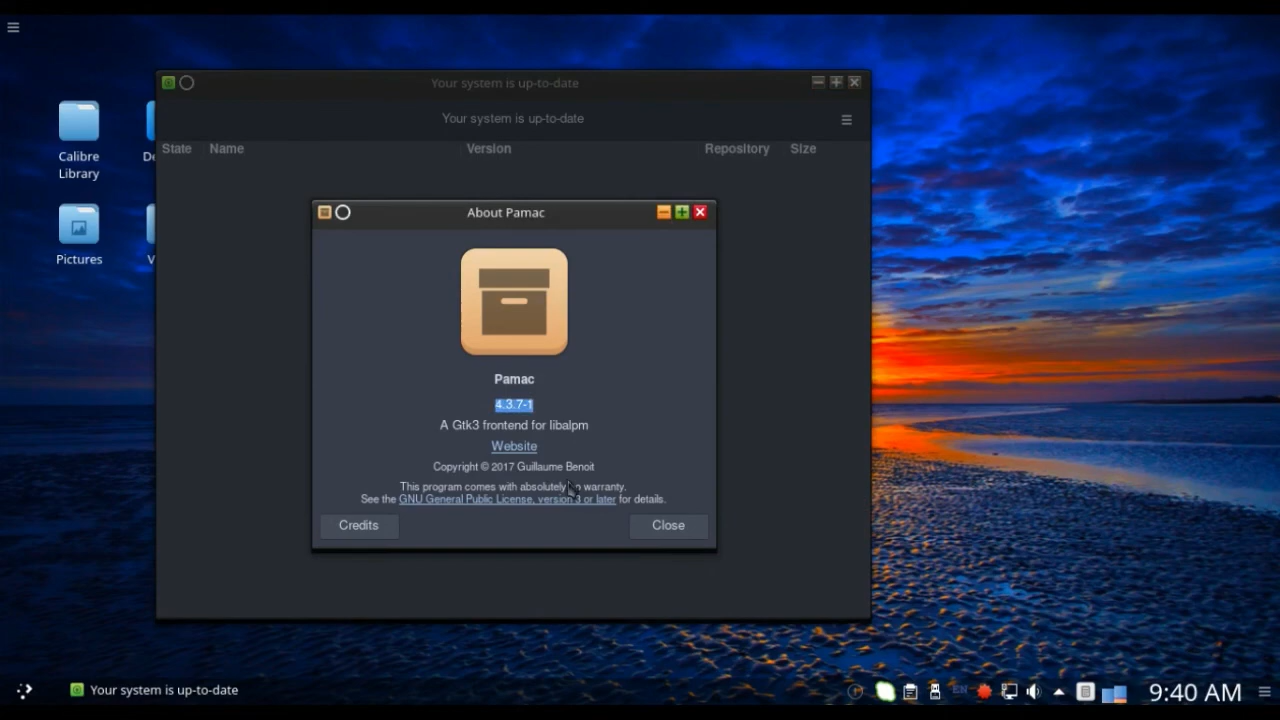 Your system is up-to-date
Your system is up-to-date
State Name Version Repository Size
Calibre
Library
De
Pictures
V
About Pamac
Pamac
4.3.7-1
A Gtk3 frontend for libalpm
Website
Copyright © 2017 Guillaume Benoit
This program comes with absolutely no warranty.
See the GNU General Public License, version 3 or later for details.
Credits Close
Your system is up-to-date
EN
9:40 AM